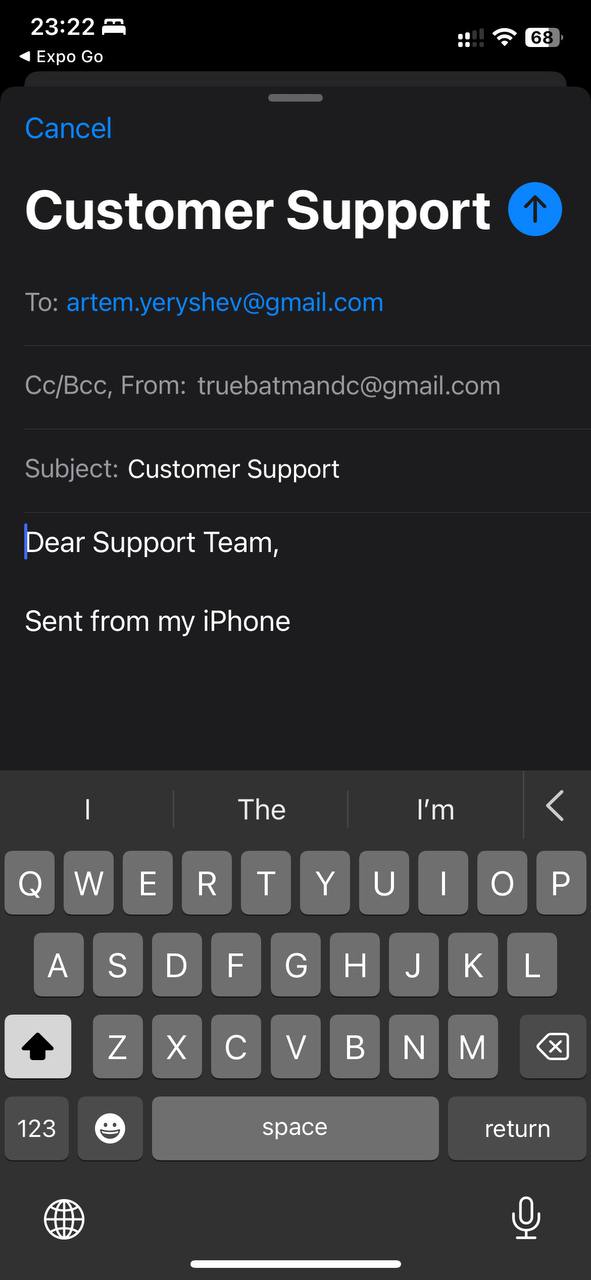 23:22
68
Expo Go
Cancel
Customer Support
To: artem.yeryshev@gmail.com
Cc/Bcc, From: truebatmandc@gmail.com
Subject: Customer Support
Dear Support Team,
Sent from my iPhone
I The I’m
Q W E R T Y U I O P
A S D F G H J K L
Z X C V B N M
123 space return